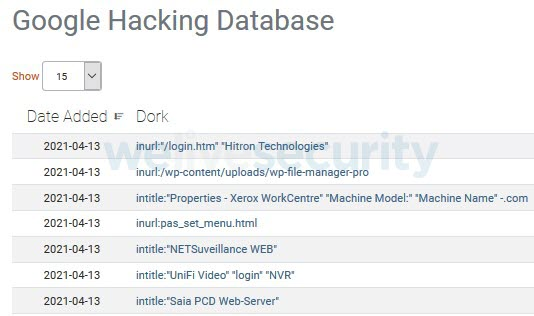 Google Hacking Database
Show 15
Date Added Dork
welivesecurity
2021-04-13 inurl:"/login.htm" "Hitron Technologies"
2021-04-13 inurl:/wp-content/uploads/wp-file-manager-pro
2021-04-13 intitle:"Properties - Xerox WorkCentre" "Machine Model:" "Machine Name" -.com
2021-04-13 inurl:pas_set_menu.html
2021-04-13 intitle:"NETSuveillance WEB"
2021-04-13 intitle:"UniFi Video" "login" "NVR"
2021-04-13 intitle:"Saia PCD Web-Server"